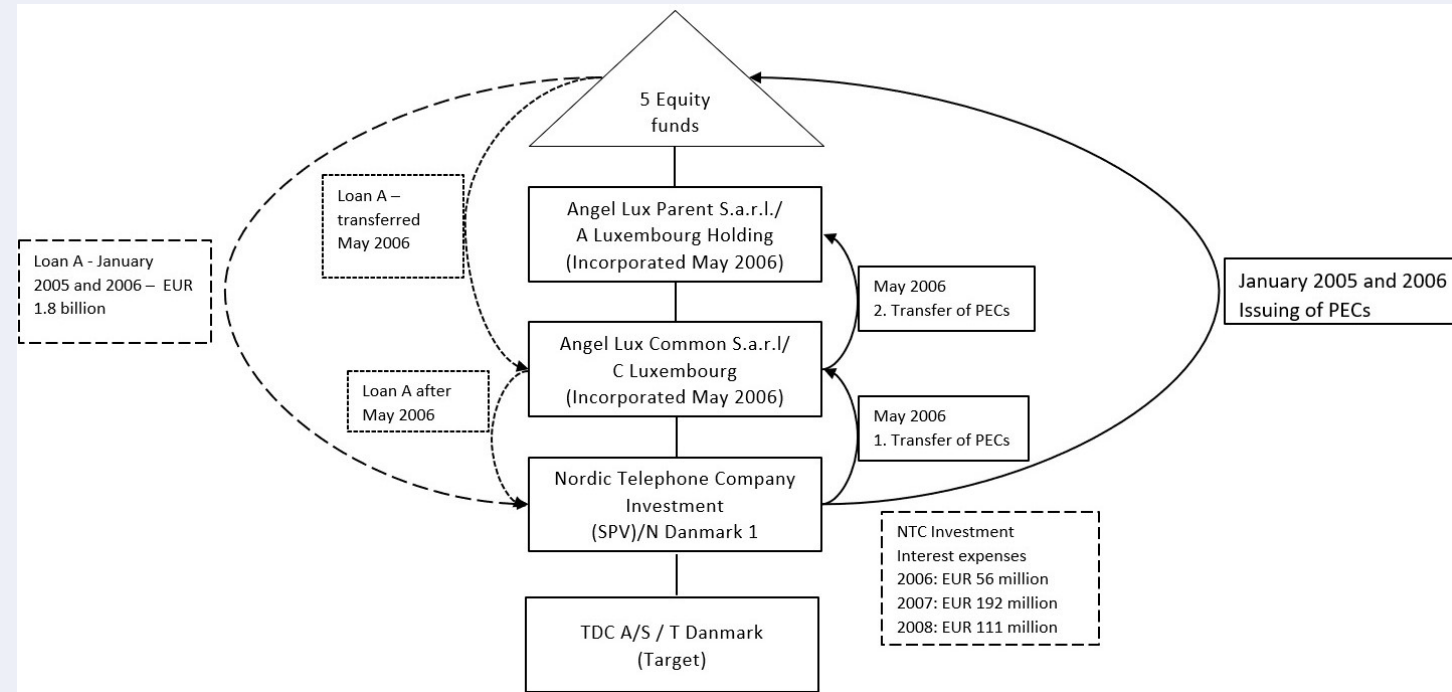 5 Equity
funds
Loan A –
transferred
May 2006
Angel Lux Parent S.a.r.l./
A Luxembourg Holding
(Incorporated May 2006)
Loan A - January
2005 and 2006 – EUR
1.8 billion
May 2006
2. Transfer of PECs
January 2005 and 2006
Issuing of PECs
Angel Lux Common S.a.r.l/
C Luxembourg
(Incorporated May 2006)
Loan A after
May 2006
May 2006
1. Transfer of PECs
Nordic Telephone Company
Investment
(SPV)/N Danmark 1
NTC Investment
Interest expenses
2006: EUR 56 million
2007: EUR 192 million
2008: EUR 111 million
TDC A/S / T Danmark
(Target)